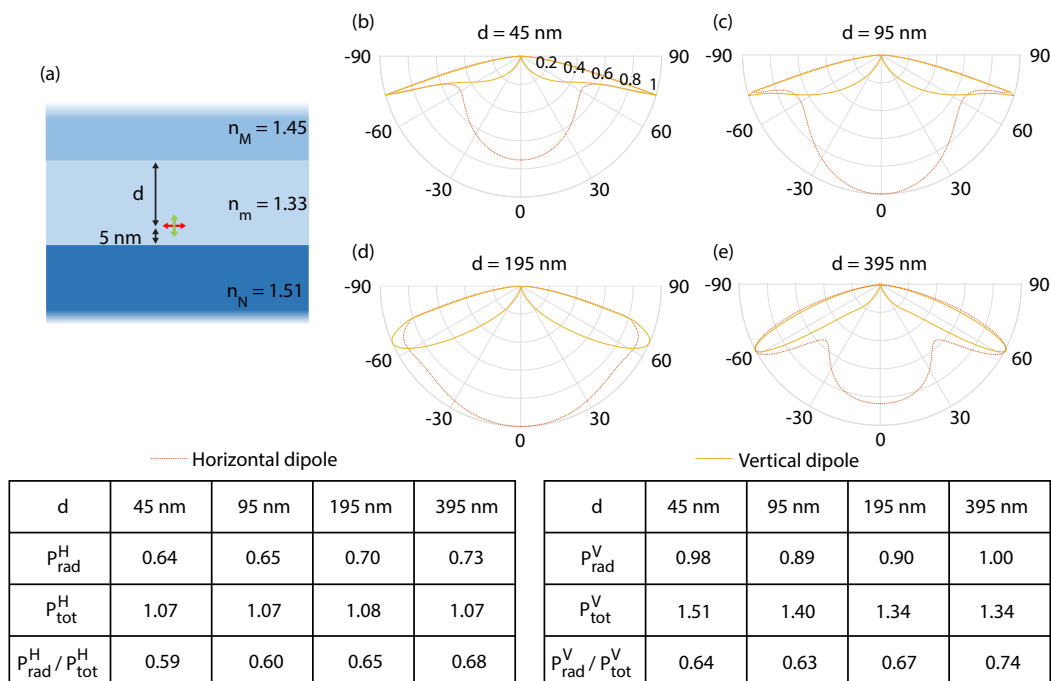 (a)
n_M = 1.45
d
n_m = 1.33
5 nm
n_N = 1.51
(b)
d = 45 nm
-90
90
0.2
0.4
0.6
0.8
1
-60
60
-30
30
0
(c)
d = 95 nm
-90
90
-60
60
-30
30
0
(d)
d = 195 nm
-90
90
-60
60
-30
30
0
(e)
d = 395 nm
-90
90
-60
60
-30
30
0
Horizontal dipole
Vertical dipole
d 45 nm 95 nm 195 nm 395 nm
P^H_rad 0.64 0.65 0.70 0.73
P^H_tot 1.07 1.07 1.08 1.07
P^H_rad / P^H_tot 0.59 0.60 0.65 0.68
d 45 nm 95 nm 195 nm 395 nm
P^V_rad 0.98 0.89 0.90 1.00
P^V_tot 1.51 1.40 1.34 1.34
P^V_rad / P^V_tot 0.64 0.63 0.67 0.74